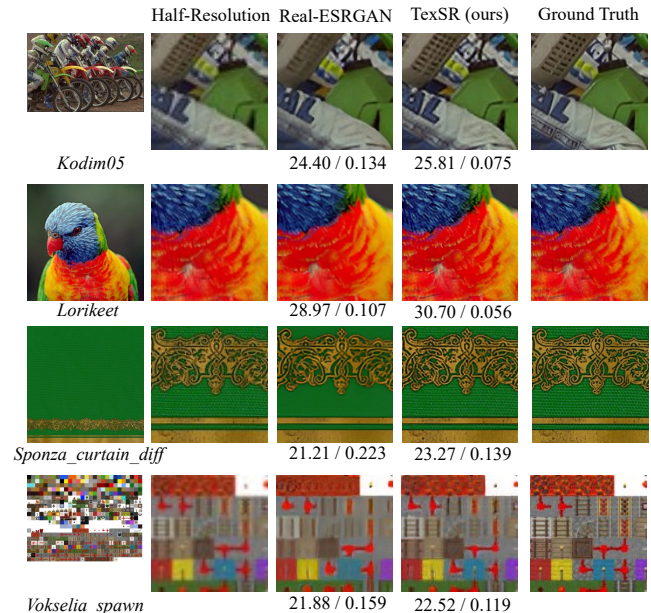 Half-Resolution Real-ESRGAN TexSR (ours) Ground Truth
Kodim05 24.40 / 0.134 25.81 / 0.075
Lorikeet 28.97 / 0.107 30.70 / 0.056
Sponza_curtain_diff 21.21 / 0.223 23.27 / 0.139
Vokselia_spawn 21.88 / 0.159 22.52 / 0.119